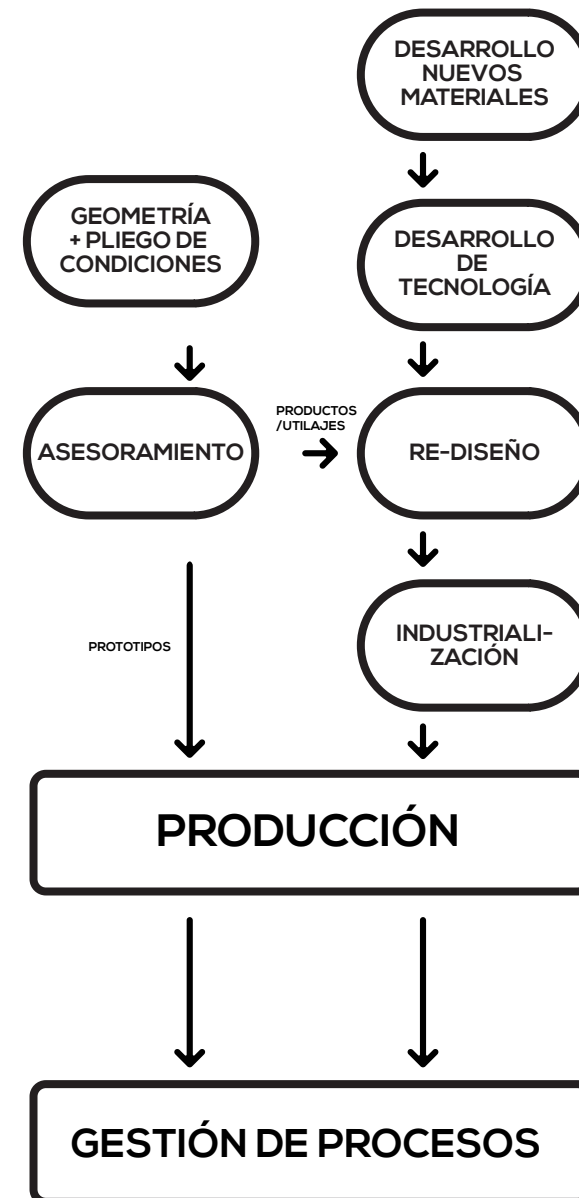 DESARROLLO
NUEVOS
MATERIALES
GEOMETRÍA
+ PLIEGO DE
CONDICIONES
DESARROLLO
DE
TECNOLOGÍA
ASESORAMIENTO
PRODUCTOS
/UTILAJES
RE-DISEÑO
PROTOTIPOS
INDUSTRIALI-
ZACIÓN
PRODUCCIÓN
GESTIÓN DE PROCESOS